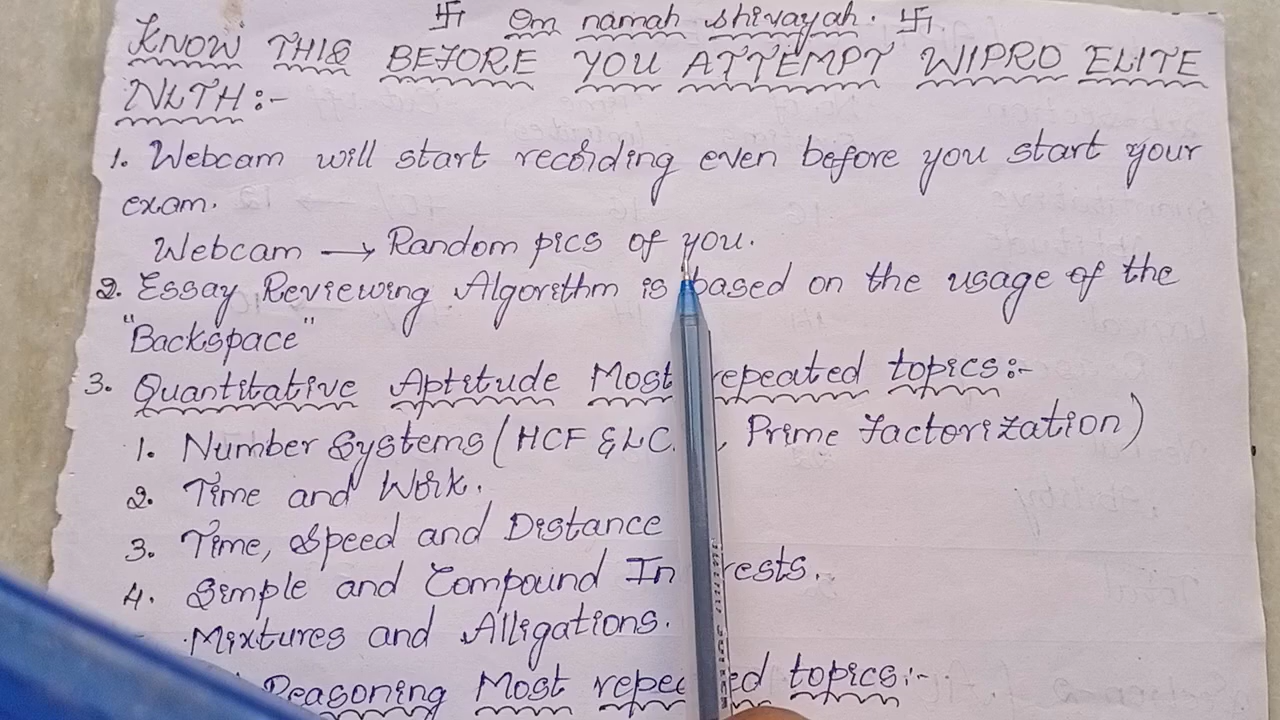 卐 Om namah shivayah. 卐
KNOW THIS BEFORE YOU ATTEMPT WIPRO ELITE
NLTH:-
1. Webcam will start recording even before you start your
exam.
Webcam → Random pics of you.
2. Essay Reviewing Algorithm is based on the usage of the
"Backspace"
3. Quantitative Aptitude Most repeated topics:-
1. Number Systems (HCF & LC , Prime Factorization)
2. Time and Work.
3. Time, Speed and Distance
4. Simple and Compound In rests.
Mixtures and Alligations.
Reasoning Most repe ed topics:-